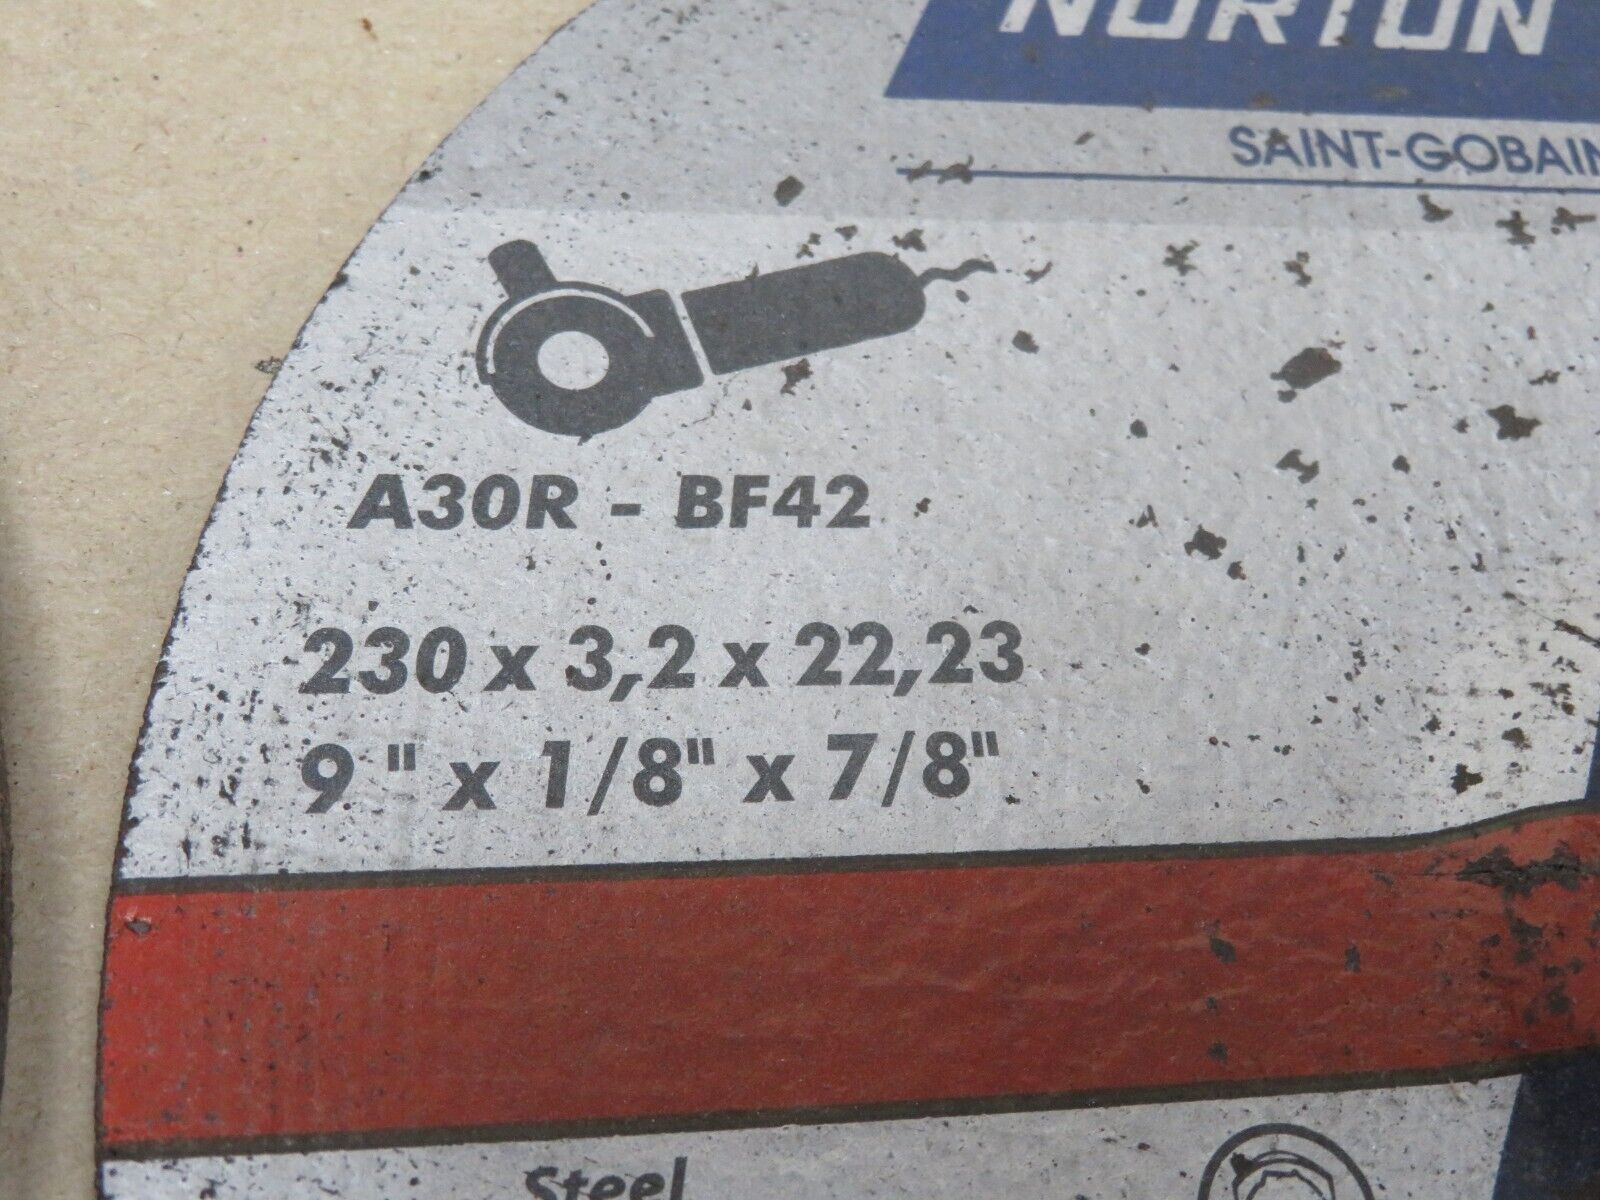 NORTON
SAINT-GOBAIN
A30R - BF42
230 x 3,2 x 22,23
9" x 1/8" x 7/8"
Steel